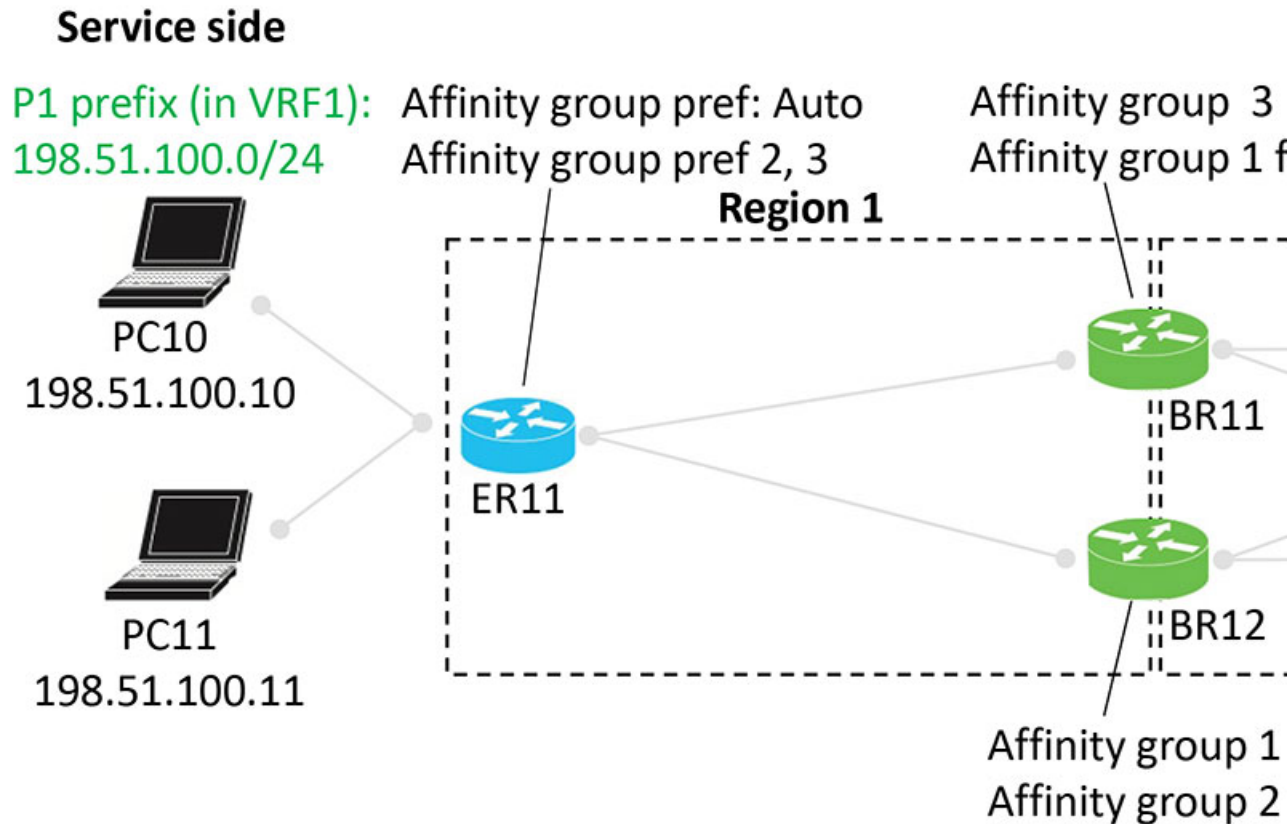 Service side
P1 prefix (in VRF1):
198.51.100.0/24
Affinity group pref: Auto
Affinity group pref 2, 3
Affinity group 3
Affinity group 1
Region 1
PC10
198.51.100.10
BR11
ER11
PC11
198.51.100.11
BR12
Affinity group 1
Affinity group 2